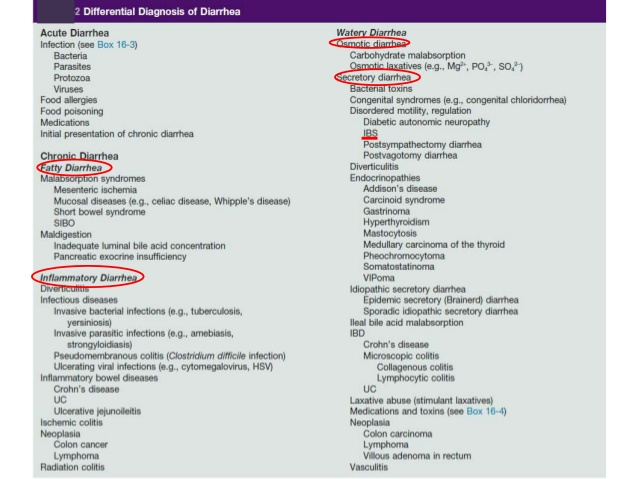 2 Differential Diagnosis of Diarrhea
Acute Diarrhea
Infection (see Box 16-3)
Bacteria
Parasites
Protozoa
Viruses
Food allergies
Food poisoning
Medications
Initial presentation of chronic diarrhea
Chronic Diarrhea
Fatty Diarrhea
Malabsorption syndromes
Mesenteric ischemia
Mucosal diseases (e.g., celiac disease, Whipple's disease)
Short bowel syndrome
SIBO
Maldigestion
Inadequate luminal bile acid concentration
Pancreatic exocrine insufficiency
Inflammatory Diarrhea
Diverticulitis
Infectious diseases
Invasive bacterial infections (e.g., tuberculosis,
yersiniosis)
Invasive parasitic infections (e.g., amebiasis,
strongyloidiasis)
Pseudomembranous colitis (Clostridium difficile infection)
Ulcerating viral infections (e.g., cytomegalovirus, HSV)
Inflammatory bowel diseases
Crohn's disease
UC
Ulcerative jejunoileitis
Ischemic colitis
Neoplasia
Colon cancer
Lymphoma
Radiation colitis
Watery Diarrhea
Osmotic diarrhea
Carbohydrate malabsorption
Osmotic laxatives (e.g., Mg²⁺, PO₄³⁻, SO₄²⁻)
Secretory diarrhea
Bacterial toxins
Congenital syndromes (e.g., congenital chloridorrhea)
Disordered motility, regulation
Diabetic autonomic neuropathy
IBS
Postsympathectomy diarrhea
Postvagotomy diarrhea
Diverticulitis
Endocrinopathies
Addison's disease
Carcinoid syndrome
Gastrinoma
Hyperthyroidism
Mastocytosis
Medullary carcinoma of the thyroid
Pheochromocytoma
Somatostatinoma
VIPoma
Idiopathic secretory diarrhea
Epidemic secretory (Brainerd) diarrhea
Sporadic idiopathic secretory diarrhea
Ileal bile acid malabsorption
IBD
Crohn's disease
Microscopic colitis
Collagenous colitis
Lymphocytic colitis
UC
Laxative abuse (stimulant laxatives)
Medications and toxins (see Box 16-4)
Neoplasia
Colon carcinoma
Lymphoma
Villous adenoma in rectum
Vasculitis